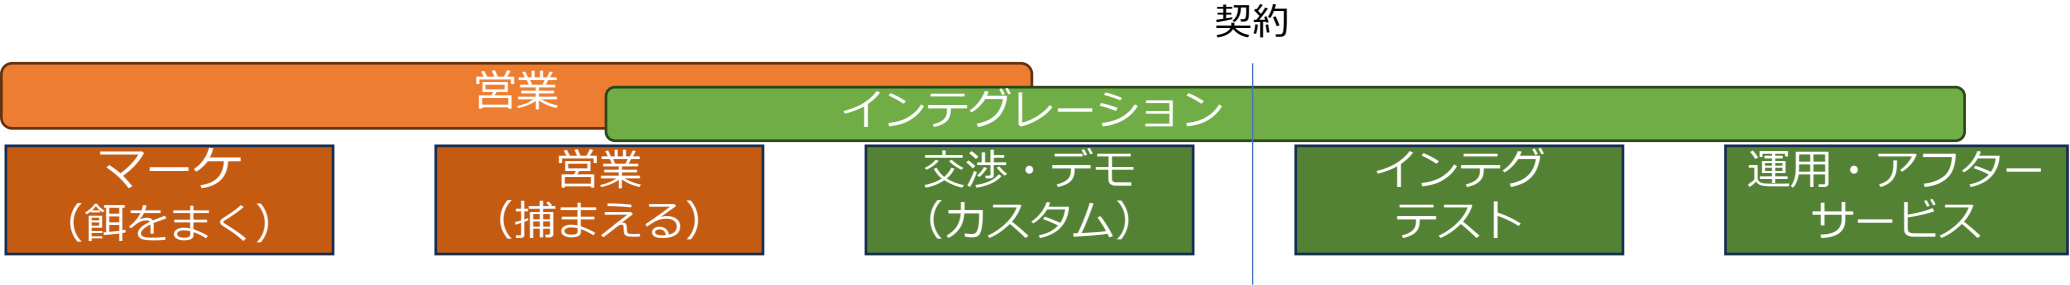 契約
営業
インテグレーション
マーケ
（餌をまく）
営業
（捕まえる）
交渉・デモ
（カスタム）
インテグ
テスト
運用・アフター
サービス